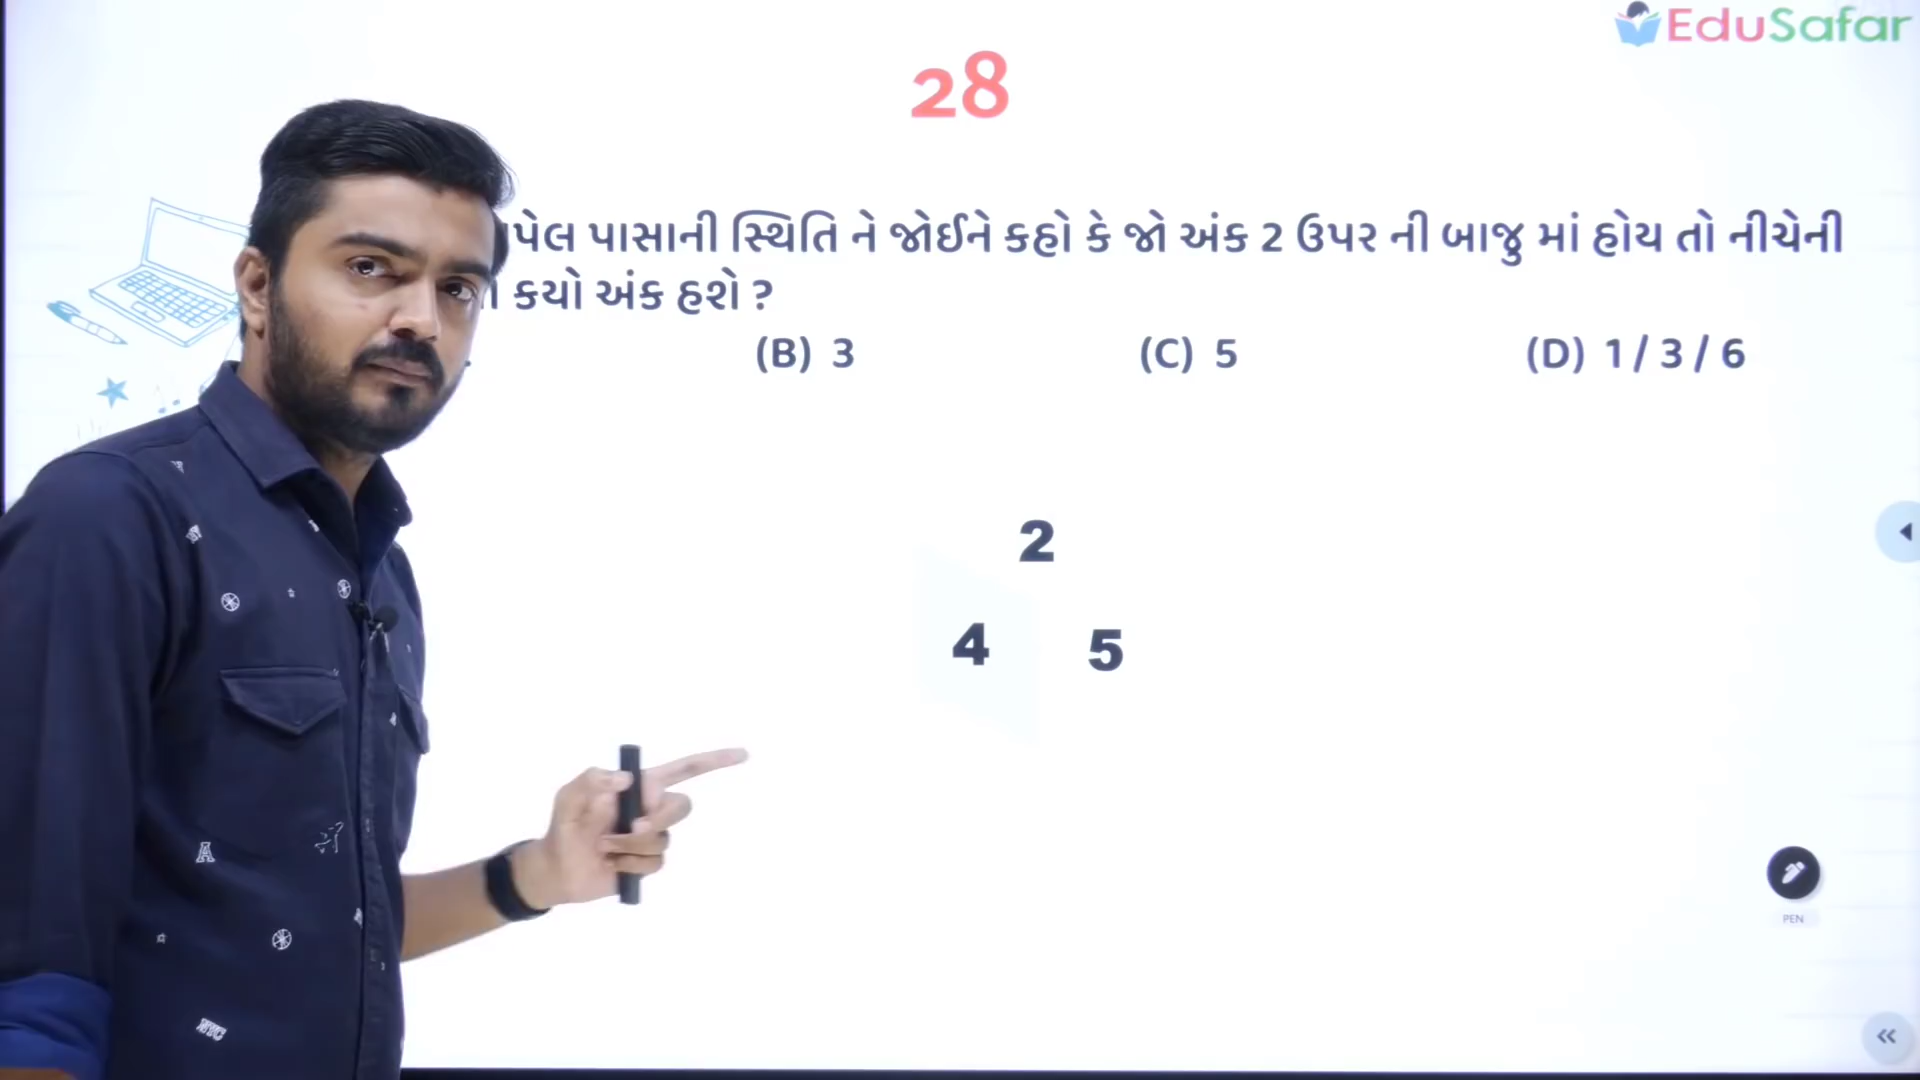 EduSafar
28
પાસાની સ્થિતિ ને જોઈને કહો કે જો અંક 2 ઉપર ની બાજુ માં હોય તો નીચેની
કયો અંક હશે ?
(B) 3 (C) 5 (D) 1 / 3 / 6
2
4 5
PEN